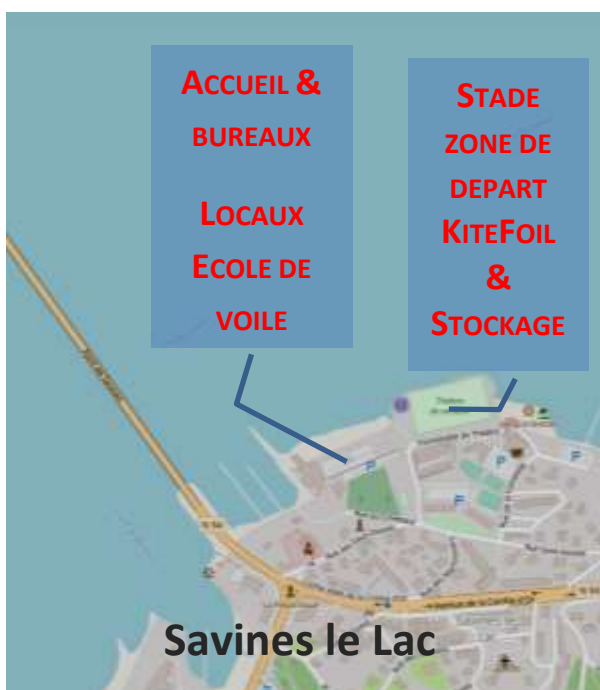 ACCUEIL &
BUREAUX
LOCAUX
ECOLE DE
VOILE
STADE
ZONE DE
DEPART
KITEFOIL
&
STOCKAGE
P
P
P
Savines le Lac